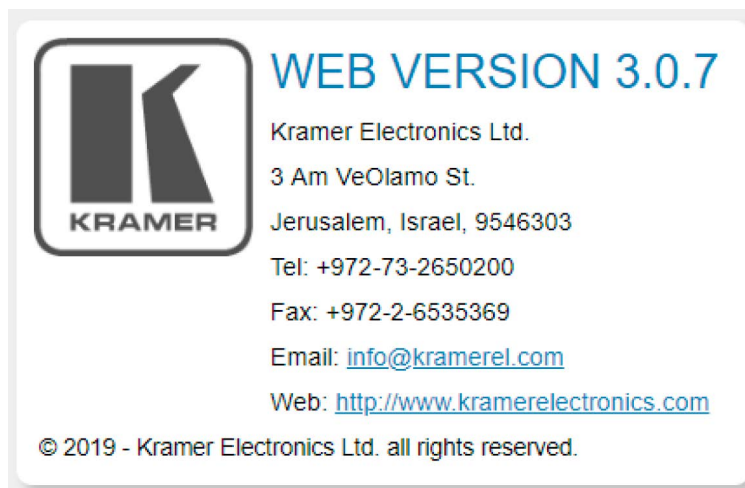 KRAMER
WEB VERSION 3.0.7
Kramer Electronics Ltd.
3 Am VeOlamo St.
Jerusalem, Israel, 9546303
Tel: +972-73-2650200
Fax: +972-2-6535369
Email: info@kramerel.com
Web: http://www.kramerelectronics.com
© 2019 - Kramer Electronics Ltd. all rights reserved.